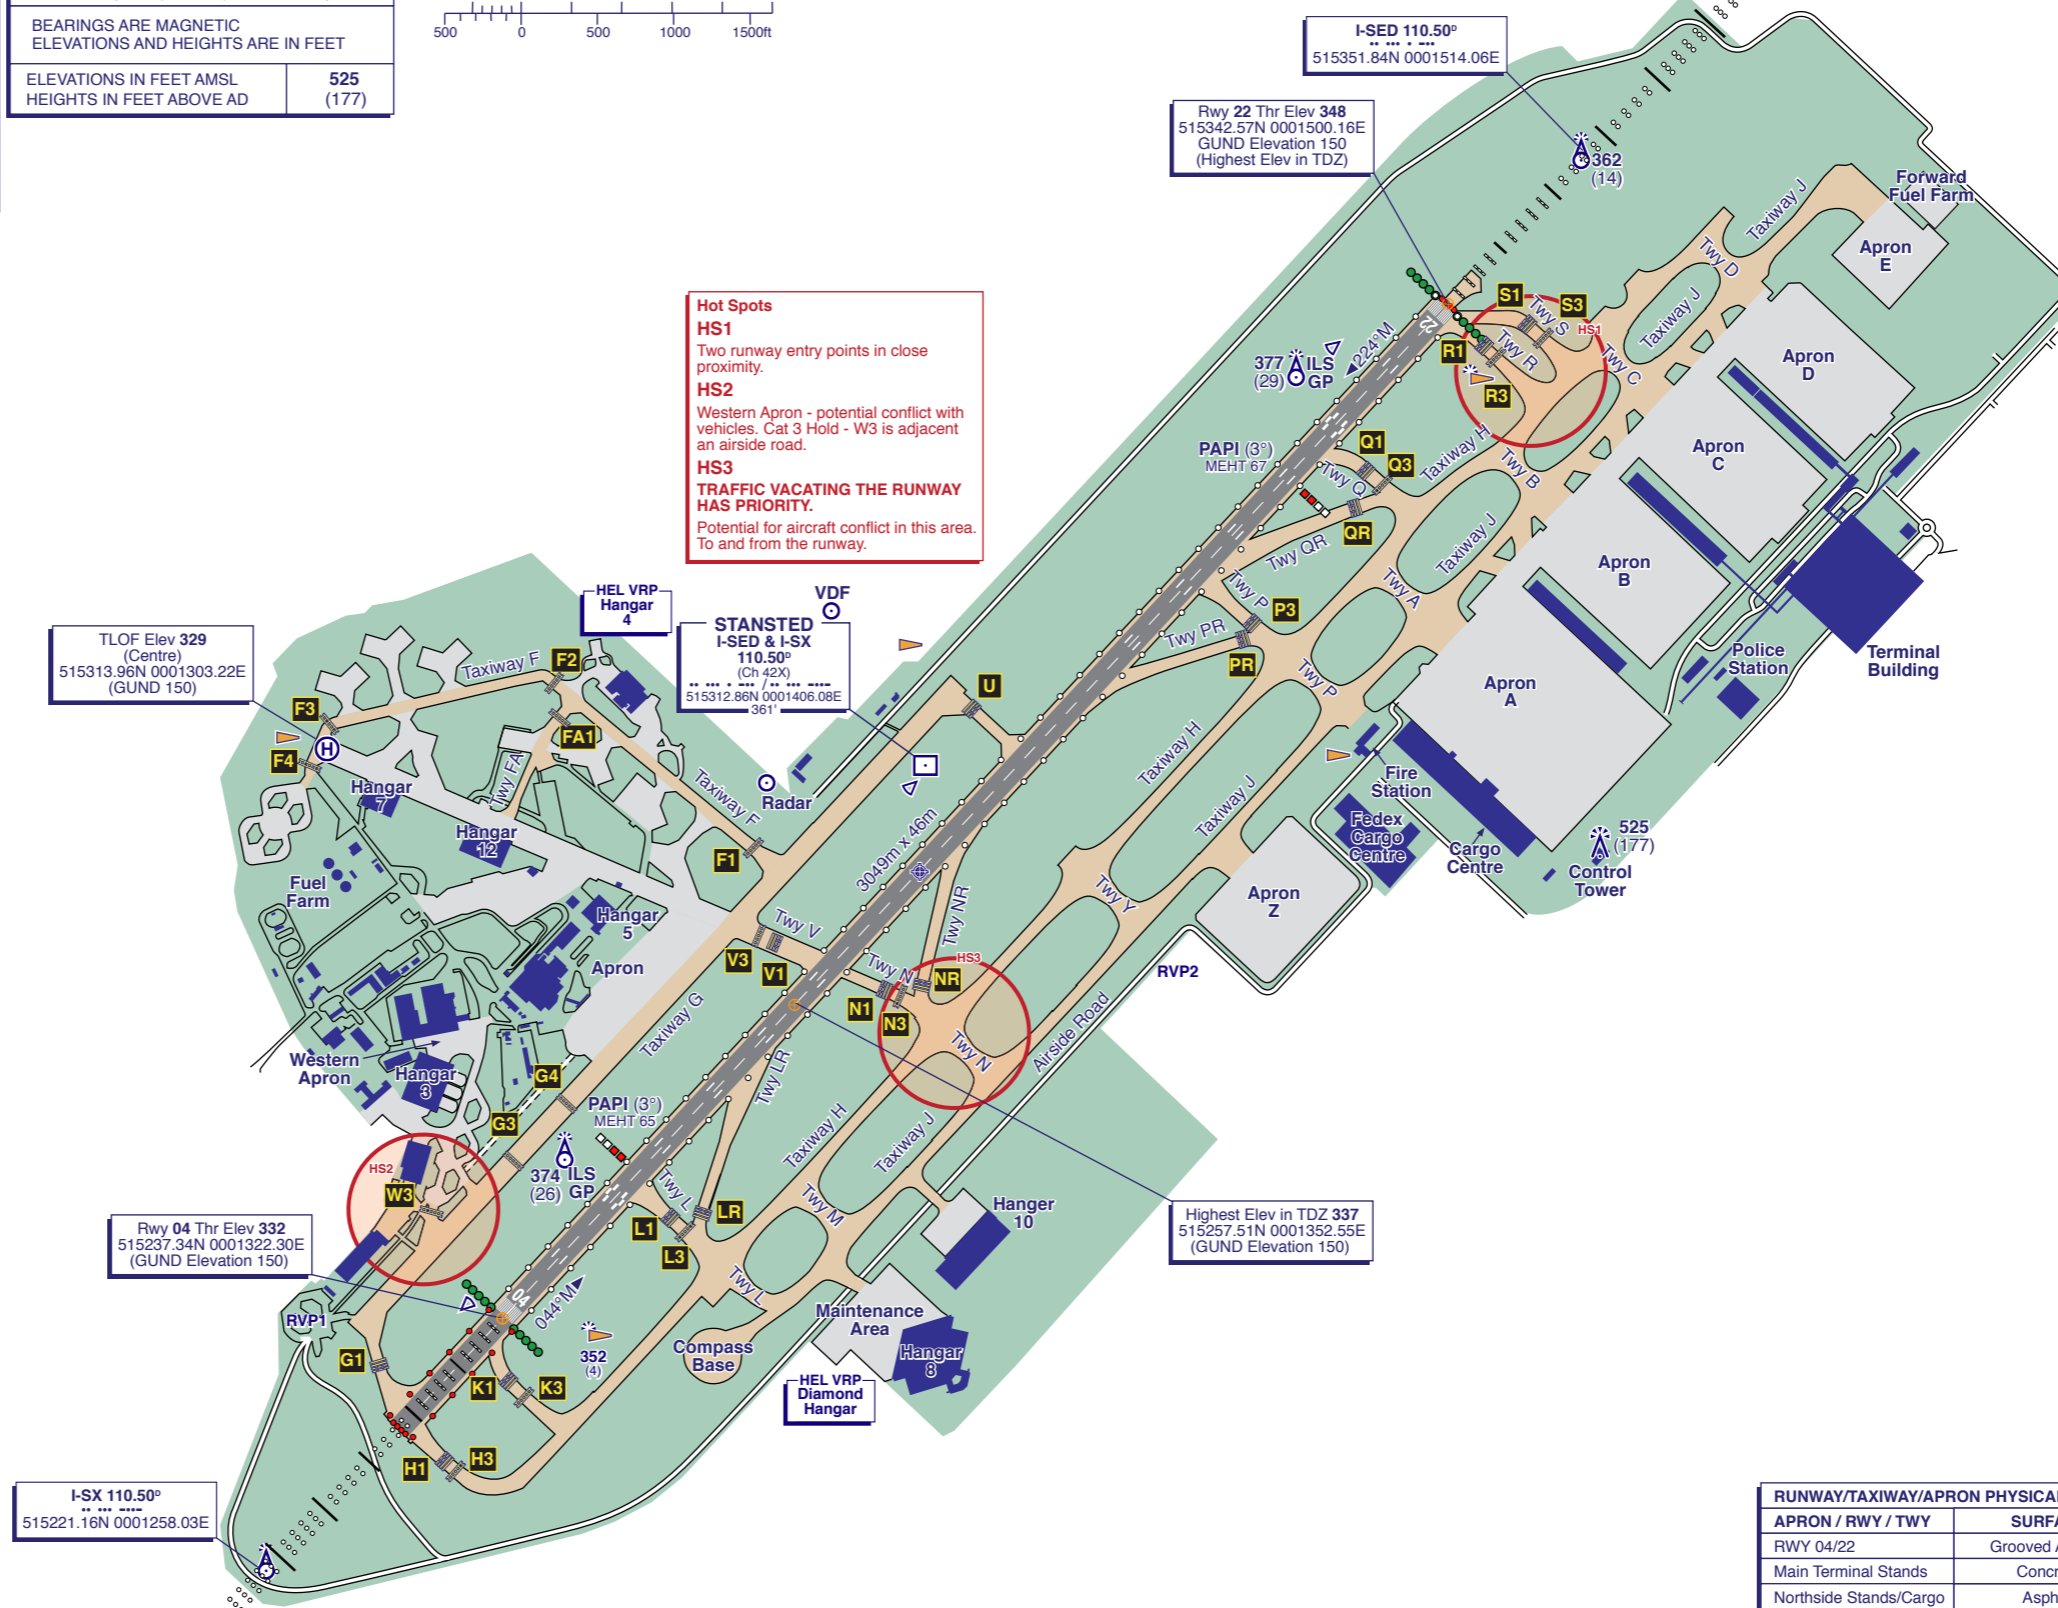 BEARINGS ARE MAGNETIC
ELEVATIONS AND HEIGHTS ARE IN FEET
ELEVATIONS IN FEET AMSL
HEIGHTS IN FEET ABOVE AD
525
(177)
500 0 500 1000 1500ft
I-SED 110.50ᴰ
515351.84N 0001514.06E
Rwy 22 Thr Elev 348
515342.57N 0001500.16E
GUND Elevation 150
(Highest Elev in TDZ)
362
(14)
Forward
Fuel Farm
Taxiway J
Apron
E
Twy D
Taxiway J
Apron
D
Hot Spots
HS1
Two runway entry points in close
proximity.
HS2
Western Apron - potential conflict with
vehicles. Cat 3 Hold - W3 is adjacent
an airside road.
HS3
TRAFFIC VACATING THE RUNWAY
HAS PRIORITY.
Potential for aircraft conflict in this area.
To and from the runway.
S1
S3
Twy S
HS1
22
224°M
R1
Twy R
R3
Twy C
377
(29)
ILS
GP
PAPI (3°)
MEHT 67
Q1
Q3
Twy Q
Taxiway H
Twy B
Apron
C
QR
Twy QR
Taxiway J
Apron
B
Twy P
P3
Twy A
Twy PR
PR
Twy P
Apron
A
Police
Station
Terminal
Building
HEL VRP
Hangar
4
VDF
STANSTED
I-SED & I-SX
110.50ᴰ
(Ch 42X)
515312.86N 0001406.08E
361'
TLOF Elev 329
(Centre)
515313.96N 0001303.22E
(GUND 150)
Taxiway F
F2
F3
H
F4
FA1
Twy FA
Hangar
7
Hangar
12
Taxiway F
Radar
F1
U
Taxiway H
Taxiway J
Fire
Station
Fedex
Cargo
Centre
Cargo
Centre
525
(177)
Control
Tower
3049m x 46m
Fuel
Farm
Hangar
5
Apron
Twy V
V3
V1
Twy NR
Twy Y
Apron
Z
RVP2
Twy N
HS3
NR
N1
N3
Twy N
Airside Road
Taxiway G
Western
Apron
Hangar
3
G4
G3
PAPI (3°)
MEHT 65
Twy LR
374
(26)
ILS
GP
Taxiway H
Taxiway J
HS2
W3
Twy L
L1
LR
L3
Twy M
Hanger
10
Highest Elev in TDZ 337
515257.51N 0001352.55E
(GUND Elevation 150)
Rwy 04 Thr Elev 332
515237.34N 0001322.30E
(GUND Elevation 150)
04
044°M
RVP1
352
(4)
Twy L
Compass
Base
Maintenance
Area
Hangar
8
HEL VRP
Diamond
Hangar
G1
K1
K3
H1
H3
I-SX 110.50ᴰ
515221.16N 0001258.03E
RUNWAY/TAXIWAY/APRON PHYSICA
APRON / RWY / TWY
SURFA
RWY 04/22
Grooved A
Main Terminal Stands
Concr
Northside Stands/Cargo
Asph